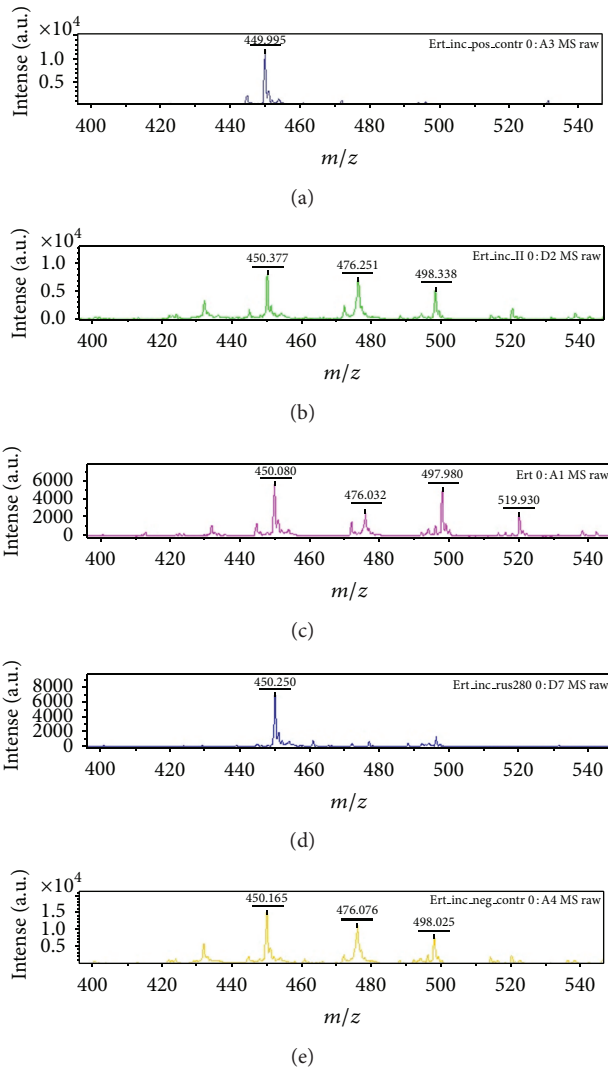 ×10⁴
Ert_inc_pos_contr 0:A3 MS raw
449.995
Intense (a.u.)
1.0
0.5
400 420 440 460 480 500 520 540
m/z
(a)
×10⁴
Ert_inc_II 0:D2 MS raw
450.377 476.251 498.338
Intense (a.u.)
1.0
0.5
0.0
400 420 440 460 480 500 520 540
m/z
(b)
Ert 0:A1 MS raw
450.080 476.032 497.980 519.930
Intense (a.u.)
6000
4000
2000
0
400 420 440 460 480 500 520 540
m/z
(c)
Ert_inc_rus280 0:D7 MS raw
450.250
Intense (a.u.)
8000
6000
4000
2000
0
400 420 440 460 480 500 520 540
m/z
(d)
×10⁴
Ert_inc_neg_contr 0:A4 MS raw
450.165 476.076 498.025
Intense (a.u.)
1.5
1.0
0.5
400 420 440 460 480 500 520 540
m/z
(e)